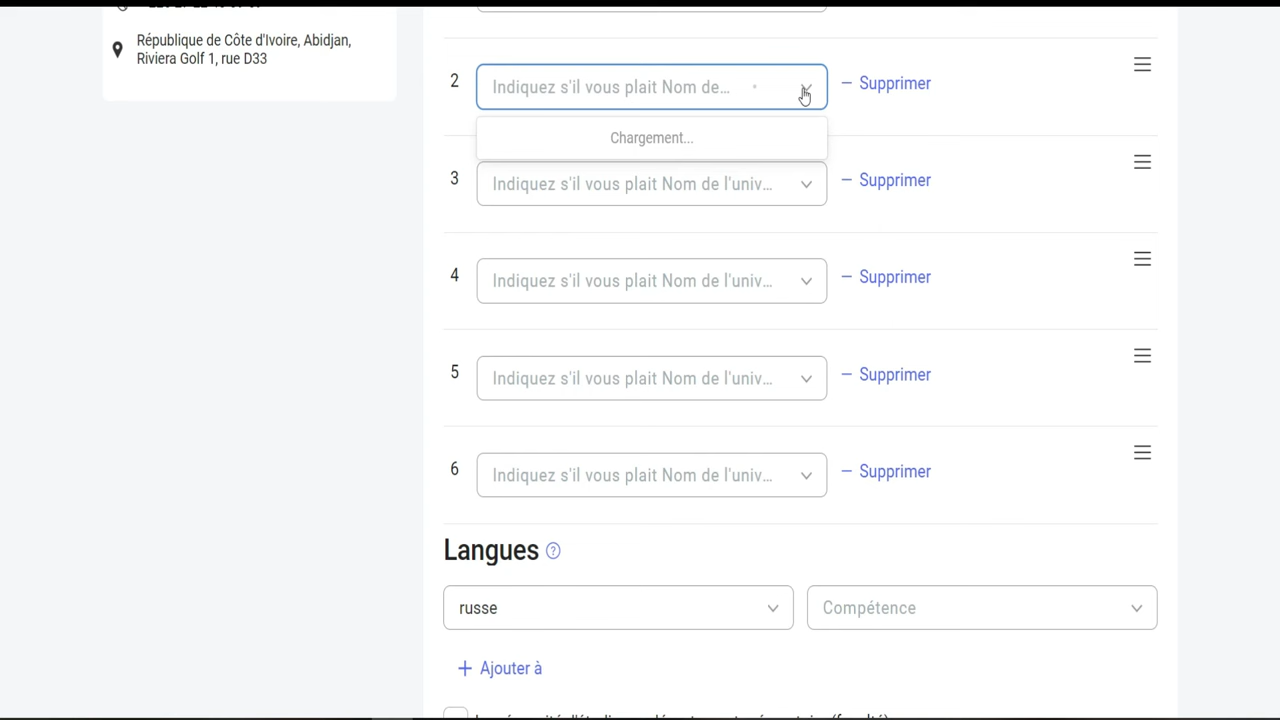 République de Côte d'Ivoire, Abidjan,
Riviera Golf 1, rue D33
2 Indiquez s'il vous plait Nom de... — Supprimer
Chargement...
3 Indiquez s'il vous plait Nom de l'univ... — Supprimer
4 Indiquez s'il vous plait Nom de l'univ... — Supprimer
5 Indiquez s'il vous plait Nom de l'univ... — Supprimer
6 Indiquez s'il vous plait Nom de l'univ... — Supprimer
Langues ?
russe Compétence
+ Ajouter à